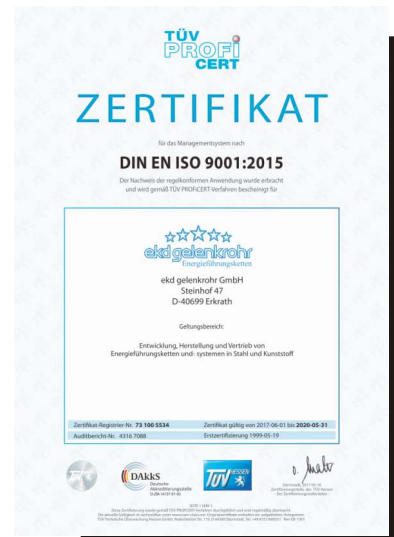 TÜV
PROFI
CERT
ZERTIFIKAT
für das Managementsystem nach
DIN EN ISO 9001:2015
Der Nachweis der regelkonformen Anwendung wurde erbracht
und wird gemäß TÜV PROFiCERT-Verfahren bescheinigt für
ekd gelenkrohr
Energieführungsketten
ekd gelenkrohr GmbH
Steinhof 47
D-40699 Erkrath
Geltungsbereich:
Entwicklung, Herstellung und Vertrieb von
Energieführungsketten und- systemen in Stahl und Kunststoff
Zertifikat-Registrier-Nr. 73 100 5534 Zertifikat gültig von 2017-06-01 bis 2020-05-31
Auditbericht-Nr. 4316 7088 Erstzertifizierung 1999-05-19
DAkkS
Deutsche
Akkreditierungsstelle
TÜV HESSEN